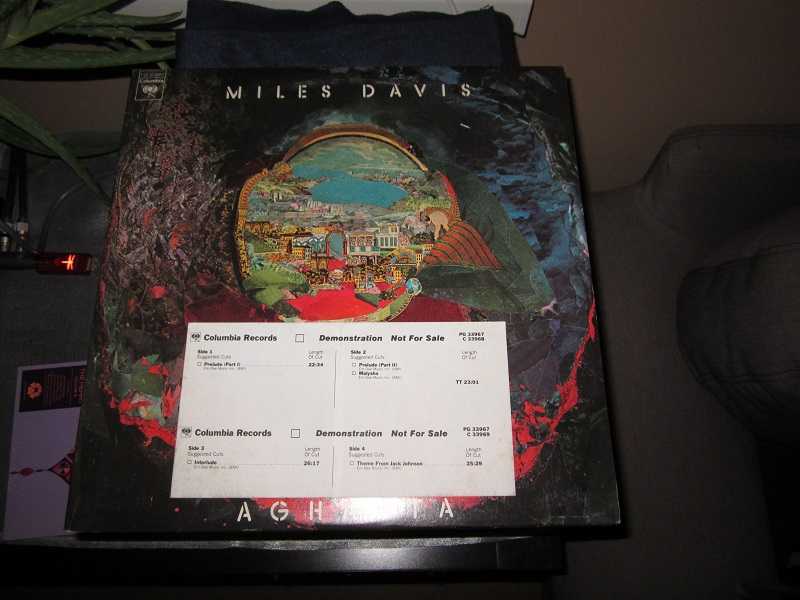 Columbia
MILES DAVIS
Columbia Records Demonstration Not For Sale PG 33967
C 33968
Side 1 Length Side 2 Length
Suggested Cuts Of Cut Suggested Cuts Of Cut
Prelude (Part I) 22:34 Prelude (Part II)
Malysha
TT 23:01
Columbia Records Demonstration Not For Sale PG 33967
C 33969
Side 3 Length Side 4 Length
Suggested Cuts Of Cut Suggested Cuts Of Cut
Interlude 26:17 Theme From Jack Johnson 25:29
AGHARTA